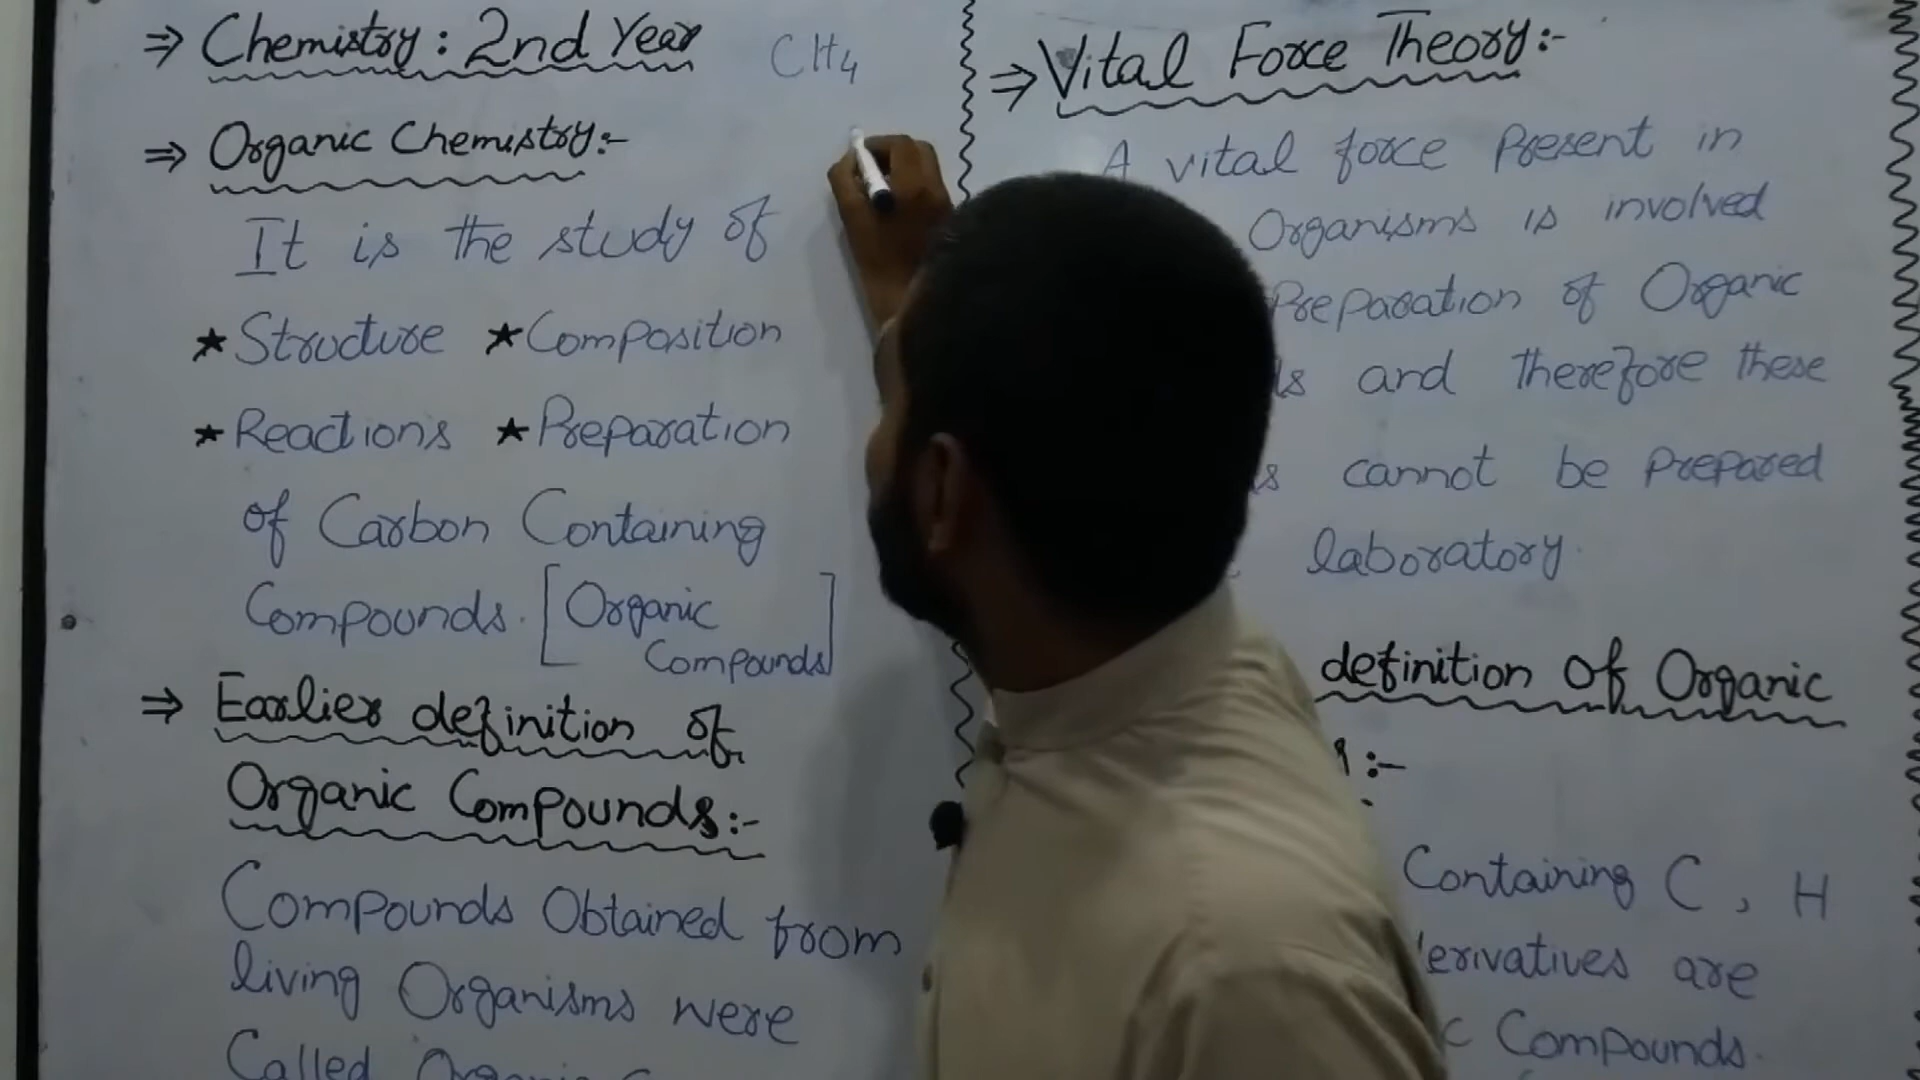 ⇒ Chemistry: 2nd Year CH4
⇒ Organic Chemistry:-
It is the study of
★ Structure ★ Composition
★ Reactions ★ Preparation
of Carbon Containing
Compounds. [Organic
Compounds]
⇒ Earlier definition of
Organic Compounds:-
Compounds Obtained from
living Organisms were
Called
⇒ Vital Force Theory:-
A vital force Present in
Organisms is involved
Preparation of Organic
and therefore these
cannot be prepared
laboratory.
definition of Organic
:-
Containing C, H
erivatives are
Compounds.